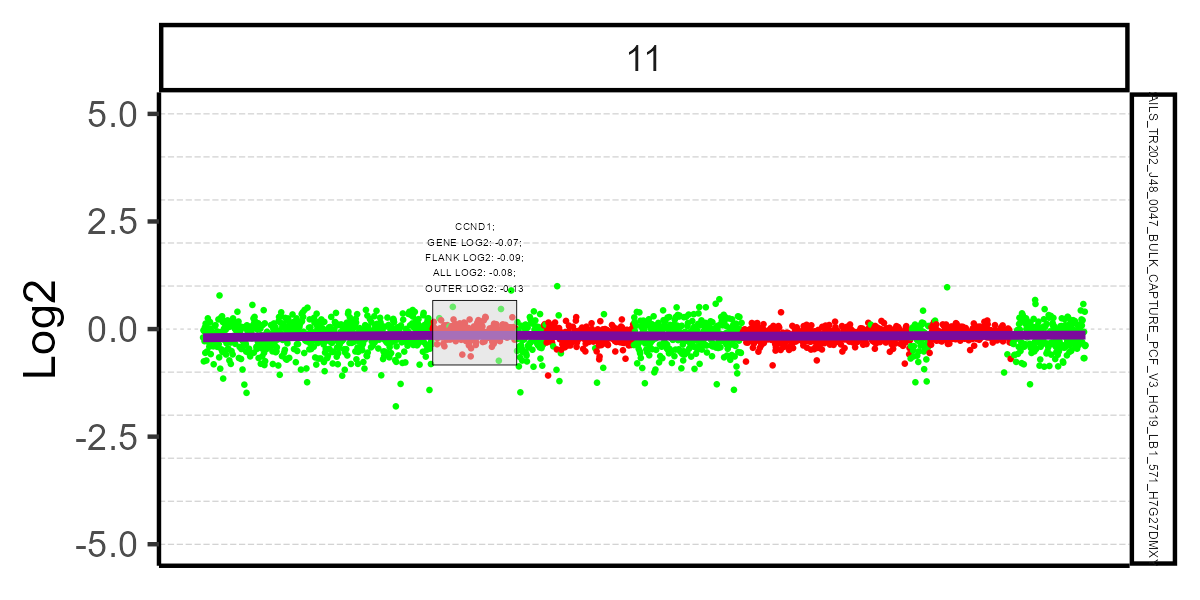 11
5.0
2.5
0.0
-2.5
-5.0
Log2
CCND1;
GENE LOG2: -0.07;
FLANK LOG2: -0.09;
ALL LOG2: -0.08;
OUTER LOG2: -0.13
AILS_TR202_J48_0047_BULK_CAPTURE_PCF_V3_HG19_LB1_571_H7G27DMX